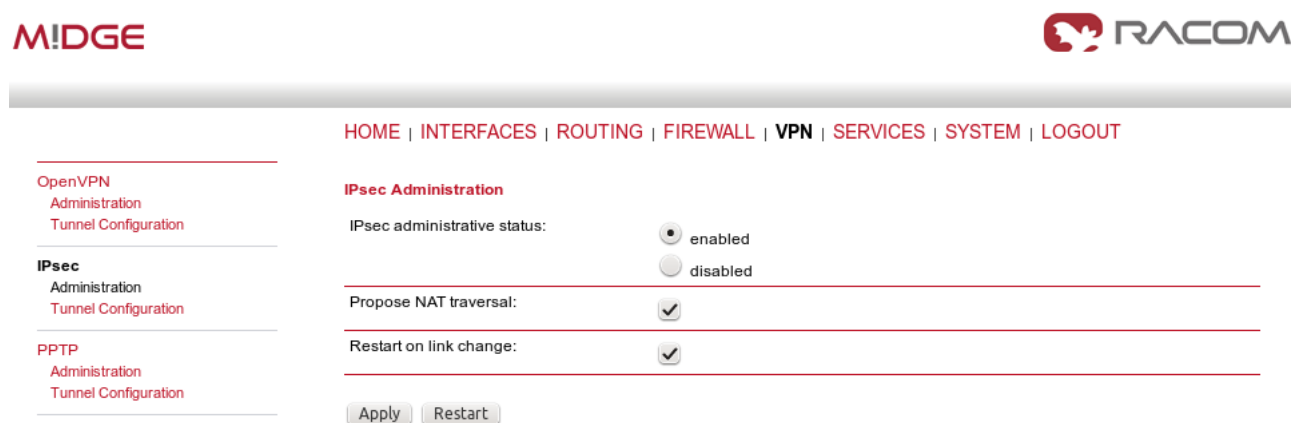 M!DGE
RACOM
HOME | INTERFACES | ROUTING | FIREWALL | VPN | SERVICES | SYSTEM | LOGOUT
OpenVPN
Administration
Tunnel Configuration
IPsec
Administration
Tunnel Configuration
PPTP
Administration
Tunnel Configuration
IPsec Administration
IPsec administrative status:
enabled
disabled
Propose NAT traversal:
Restart on link change:
Apply Restart